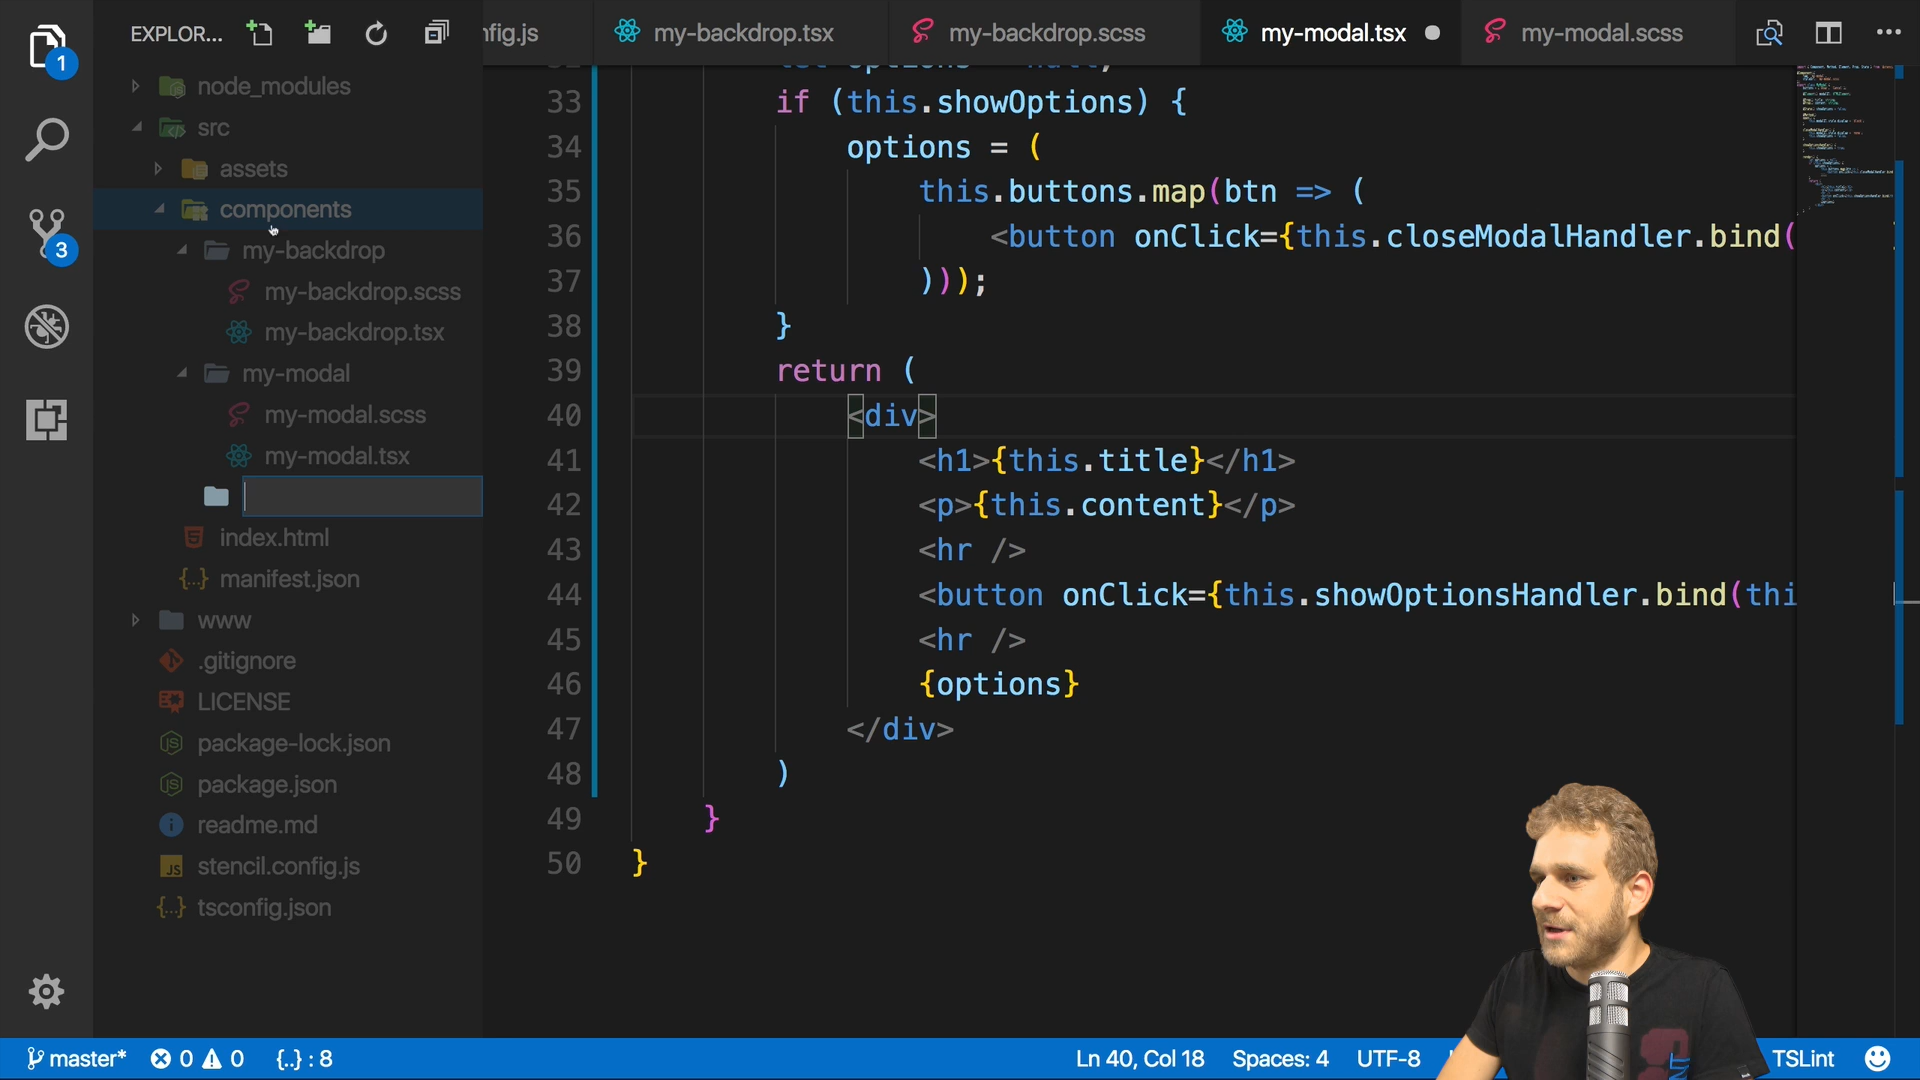 EXPLOR...
nfig.js
my-backdrop.tsx
my-backdrop.scss
my-modal.tsx
my-modal.scss
1
3
node_modules
src
assets
components
my-backdrop
my-backdrop.scss
my-backdrop.tsx
my-modal
my-modal.scss
my-modal.tsx
index.html
manifest.json
www
.gitignore
LICENSE
package-lock.json
package.json
readme.md
stencil.config.js
tsconfig.json
33 if (this.showOptions) {
34 options = (
35 this.buttons.map(btn => (
36 <button onClick={this.closeModalHandler.bind(
37 )));
38 }
39 return (
40 <div>
41 <h1>{this.title}</h1>
42 <p>{this.content}</p>
43 <hr />
44 <button onClick={this.showOptionsHandler.bind(thi
45 <hr />
46 {options}
47 </div>
48 )
49 }
50 }
master* 0 0 {..} : 8 Ln 40, Col 18 Spaces: 4 UTF-8 TSLint